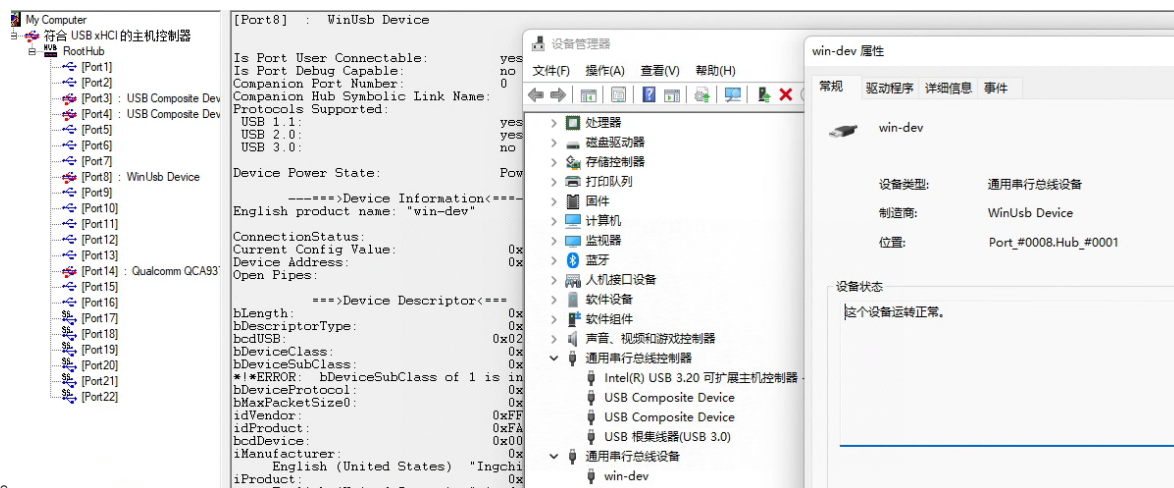 My Computer
符合 USB xHCI 的主机控制器
RootHub
[Port1]
[Port2]
[Port3] : USB Composite Dev
[Port4] : USB Composite Dev
[Port5]
[Port6]
[Port7]
[Port8] : WinUsb Device
[Port9]
[Port10]
[Port11]
[Port12]
[Port13]
[Port14] : Qualcomm QCA93
[Port15]
[Port16]
[Port17]
[Port18]
[Port19]
[Port20]
[Port21]
[Port22]
[Port8] : WinUsb Device
Is Port User Connectable: yes
Is Port Debug Capable: no
Companion Port Number: 0
Companion Hub Symbolic Link Name:
Protocols Supported:
USB 1.1: yes
USB 2.0: yes
USB 3.0: no
Device Power State: Pow
---===>Device Information<===-
English product name: "win-dev"
ConnectionStatus:
Current Config Value: 0x
Device Address: 0x
Open Pipes:
===>Device Descriptor<===
bLength: 0x
bDescriptorType: 0x
bcdUSB: 0x02
bDeviceClass: 0x
bDeviceSubClass: 0x
*!*ERROR: bDeviceSubClass of 1 is in
bDeviceProtocol: 0x
bMaxPacketSize0: 0x
idVendor: 0xFF
idProduct: 0xFA
bcdDevice: 0x00
iManufacturer: 0x
English (United States) "Ingchi
iProduct: 0x
设备管理器
文件(F) 操作(A) 查看(V) 帮助(H)
处理器
磁盘驱动器
存储控制器
打印队列
固件
计算机
监视器
蓝牙
人机接口设备
软件设备
软件组件
声音、视频和游戏控制器
通用串行总线控制器
Intel(R) USB 3.20 可扩展主机控制器 -
USB Composite Device
USB Composite Device
USB 根集线器(USB 3.0)
通用串行总线设备
win-dev
win-dev 属性
常规 驱动程序 详细信息 事件
win-dev
设备类型: 通用串行总线设备
制造商: WinUsb Device
位置: Port_#0008.Hub_#0001
设备状态
这个设备运转正常。